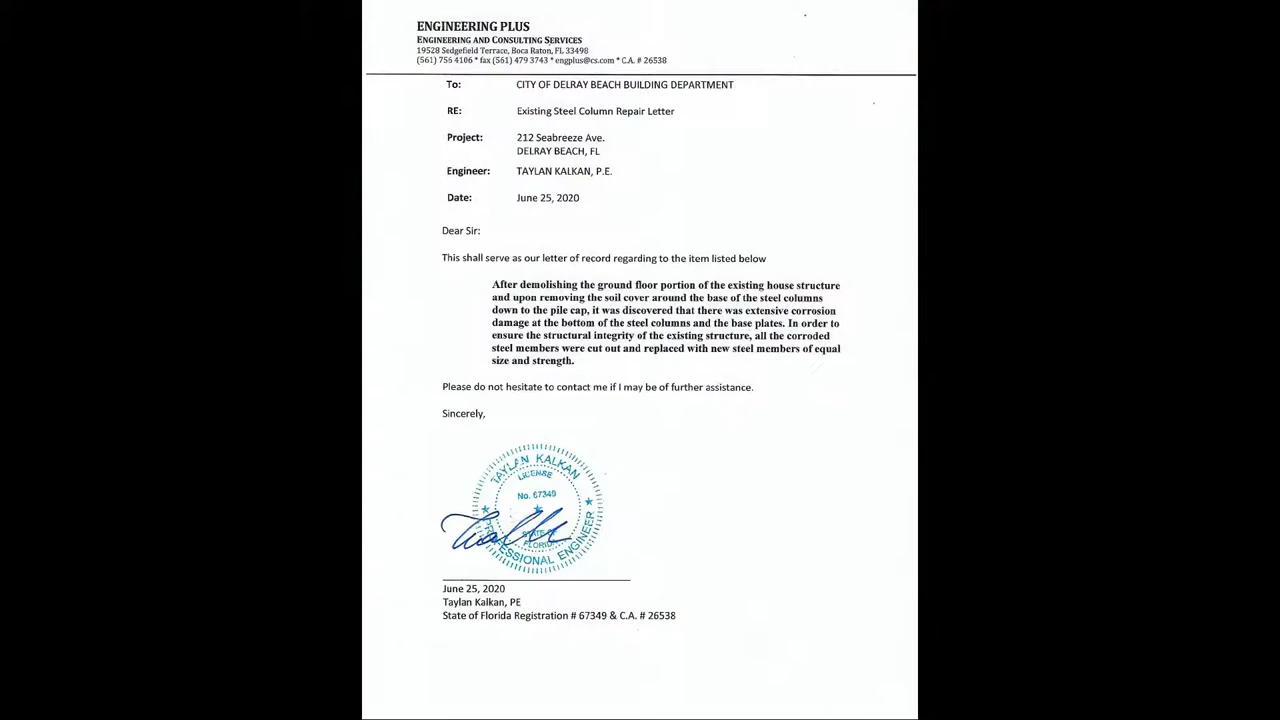 ENGINEERING PLUS
ENGINEERING AND CONSULTING SERVICES
19528 Sedgefield Terrace, Boca Raton, FL 33498
(561) 756 4106 * fax (561) 479 3743 * engplus@cs.com * C.A. # 26538
To: CITY OF DELRAY BEACH BUILDING DEPARTMENT
RE: Existing Steel Column Repair Letter
Project: 212 Seabreeze Ave.
DELRAY BEACH, FL
Engineer: TAYLAN KALKAN, P.E.
Date: June 25, 2020
Dear Sir:
This shall serve as our letter of record regarding to the item listed below
After demolishing the ground floor portion of the existing house structure
and upon removing the soil cover around the base of the steel columns
down to the pile cap, it was discovered that there was extensive corrosion
damage at the bottom of the steel columns and the base plates. In order to
ensure the structural integrity of the existing structure, all the corroded
steel members were cut out and replaced with new steel members of equal
size and strength.
Please do not hesitate to contact me if I may be of further assistance.
Sincerely,
TAYLAN KALKAN
LICENSE
No. 67349
STATE OF
FLORIDA
PROFESSIONAL ENGINEER
June 25, 2020
Taylan Kalkan, PE
State of Florida Registration # 67349 & C.A. # 26538